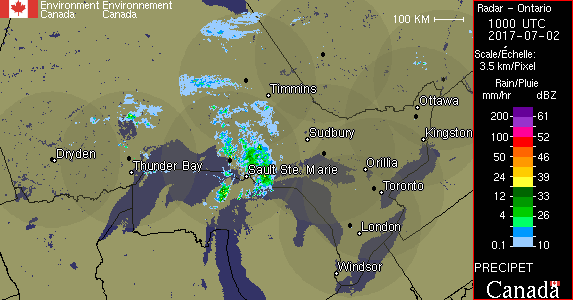 Environment Environnement
Canada Canada
100 KM
Timmins
Ottawa
Sudbury
Kingston
Dryden
Thunder Bay
Sault Ste. Marie
Orillia
Toronto
London
Windsor
Radar - Ontario
1000 UTC
2017-07-02
Scale/Échelle:
3.5 km/Pixel
Rain/Pluie
mm/hr dBZ
200 61
100 52
50 46
24 39
12 33
4 26
0.1 10
PRECIPET
Canada